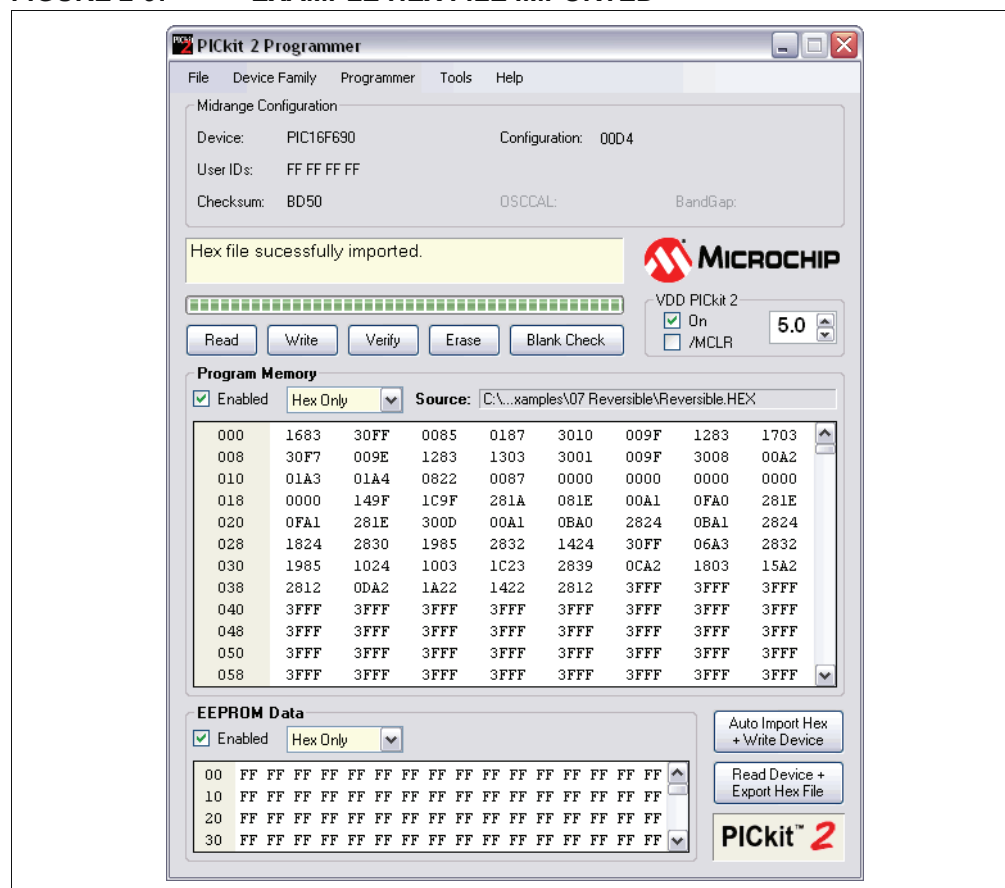 PICkit 2 Programmer
File Device Family Programmer Tools Help
Midrange Configuration
Device: PIC16F690 Configuration: 00D4
User IDs: FF FF FF FF
Checksum: BD50 OSCCAL: BandGap:
Hex file sucessfully imported.
MICROCHIP
VDD PICkit 2
On
/MCLR
5.0
Read Write Verify Erase Blank Check
Program Memory
Enabled Hex Only Source: C:\...xamples\07 Reversible\Reversible.HEX
000 1683 30FF 0085 0187 3010 009F 1283 1703
008 30F7 009E 1283 1303 3001 009F 3008 00A2
010 01A3 01A4 0822 0087 0000 0000 0000 0000
018 0000 149F 1C9F 281A 081E 00A1 0FA0 281E
020 0FA1 281E 300D 00A1 0BA0 2824 0BA1 2824
028 1824 2830 1985 2832 1424 30FF 06A3 2832
030 1985 1024 1003 1C23 2839 0CA2 1803 15A2
038 2812 0DA2 1A22 1422 2812 3FFF 3FFF 3FFF
040 3FFF 3FFF 3FFF 3FFF 3FFF 3FFF 3FFF 3FFF
048 3FFF 3FFF 3FFF 3FFF 3FFF 3FFF 3FFF 3FFF
050 3FFF 3FFF 3FFF 3FFF 3FFF 3FFF 3FFF 3FFF
058 3FFF 3FFF 3FFF 3FFF 3FFF 3FFF 3FFF 3FFF
EEPROM Data
Enabled Hex Only
00 FF FF FF FF FF FF FF FF FF FF FF FF FF FF FF FF
10 FF FF FF FF FF FF FF FF FF FF FF FF FF FF FF FF
20 FF FF FF FF FF FF FF FF FF FF FF FF FF FF FF FF
30 FF FF FF FF FF FF FF FF FF FF FF FF FF FF FF FF
Auto Import Hex
+ Write Device
Read Device +
Export Hex File
PICkit™ 2